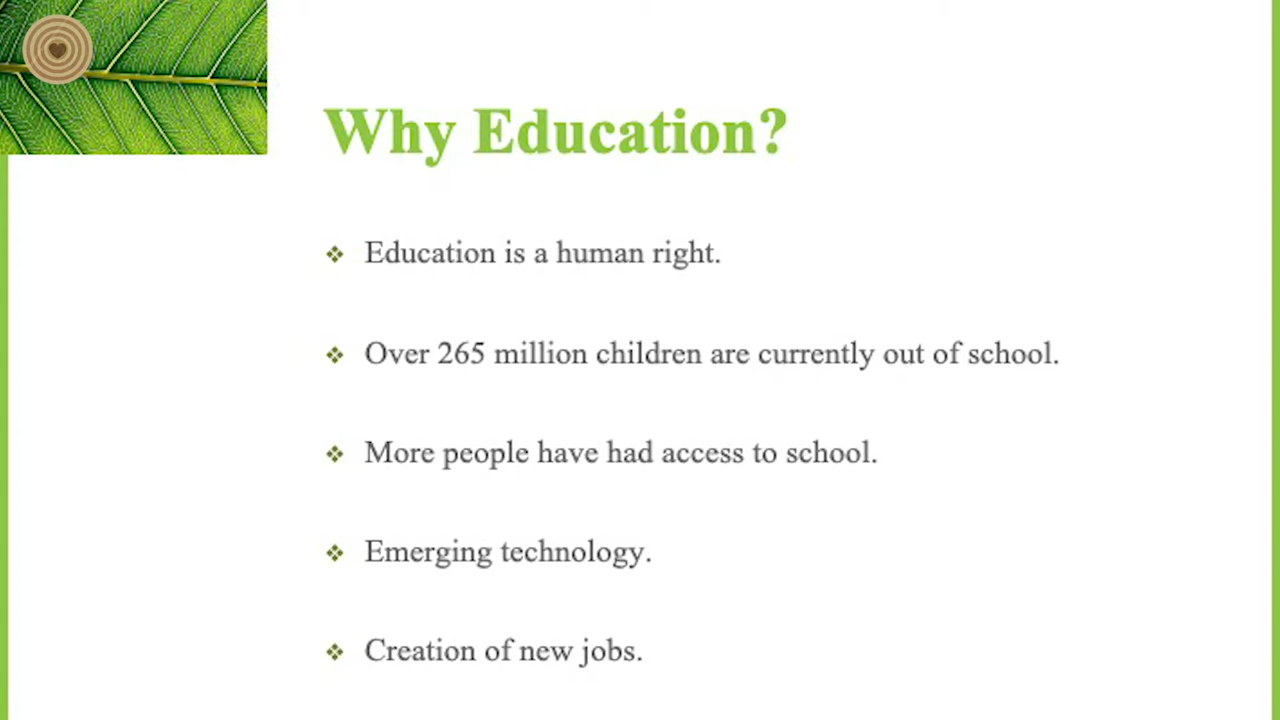 Why Education?
❖ Education is a human right.
❖ Over 265 million children are currently out of school.
❖ More people have had access to school.
❖ Emerging technology.
❖ Creation of new jobs.